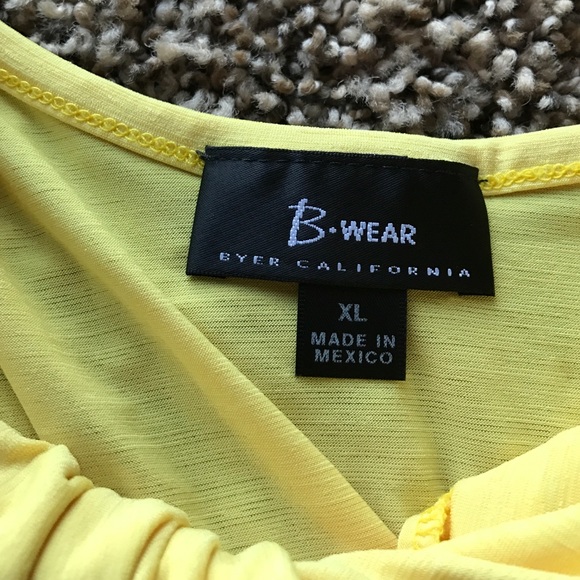 B·WEAR
BYER CALIFORNIA
XL
MADE IN
MEXICO